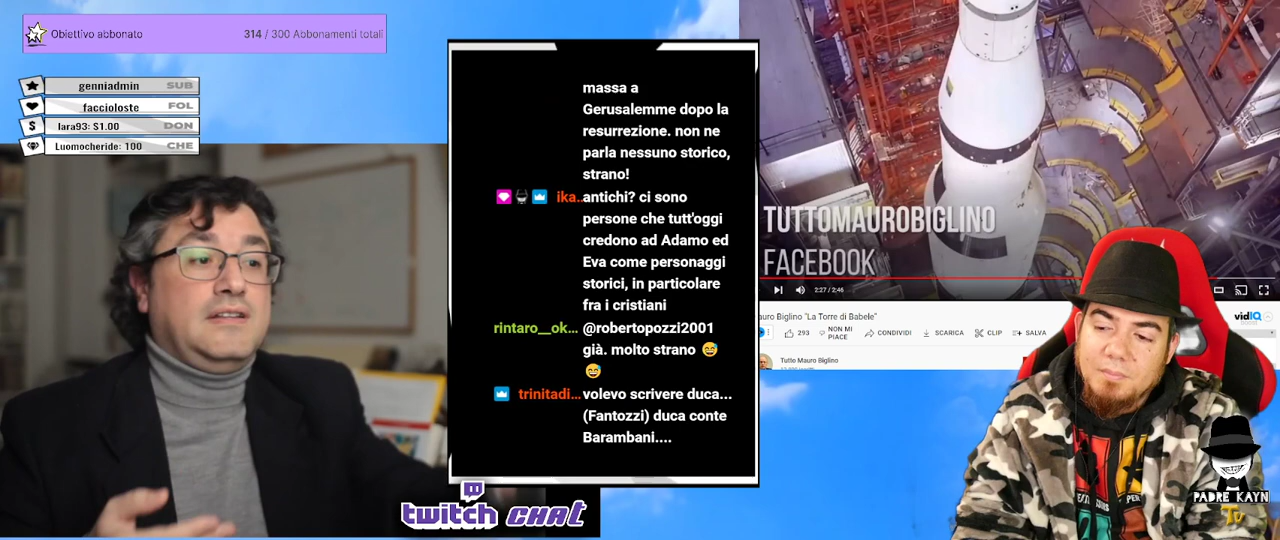 Obiettivo abbonato
314 / 300 Abbonamenti totali
genniadmin SUB
faccioloste FOL
lara93: $1.00 DON
Luomocheride: 100 CHE
massa a
Gerusalemme dopo la
resurrezione. non ne
parla nessuno storico,
strano!
ika... antichi? ci sono
persone che tutt'oggi
credono ad Adamo ed
Eva come personaggi
storici, in particolare
fra i cristiani
rintaro__ok... @robertopozzi2001
già. molto strano 😅
😅
trinitadi... volevo scrivere duca...
(Fantozzi) duca conte
Barambani....
twitch CHAT
TUTTOMAUROBIGLINO
FACEBOOK
2:27 / 2:46
auro Biglino "La Torre di Babele"
vidIQ
293
NON MI
PIACE
CONDIVIDI
SCARICA
CLIP
SALVA
Tutto Mauro Biglino
PADRE KAYN
Tv